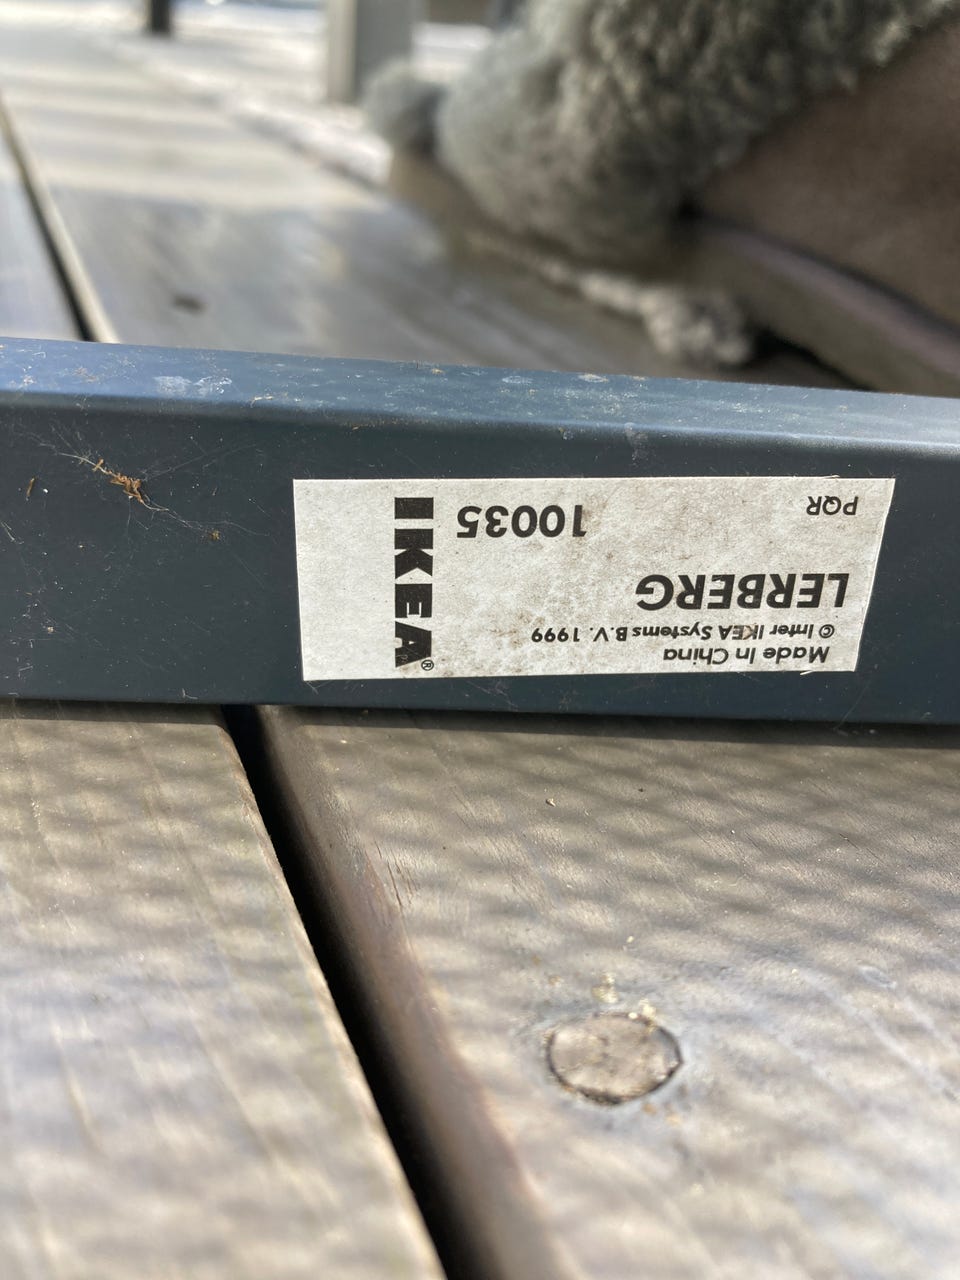 Made In China
© Inter IKEA Systems B.V. 1999
LERBERG
10035
PQR
IKEA®